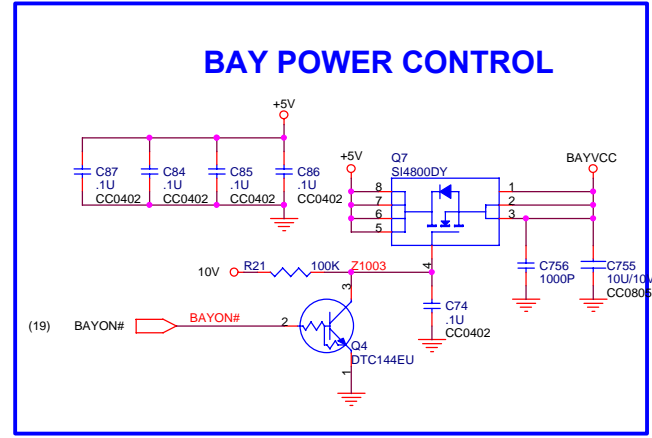 BAY POWER CONTROL
+5V
C87
.1U
CC0402
C84
.1U
CC0402
C85
.1U
CC0402
C86
.1U
CC0402
+5V
Q7
SI4800DY
BAYVCC
8
7
6
5
1
2
3
4
10V
R21
100K
Z1003
C756
1000P
C755
10U/10V
CC0805
C74
.1U
CC0402
(19)
BAYON#
BAYON#
2
3
1
Q4
DTC144EU